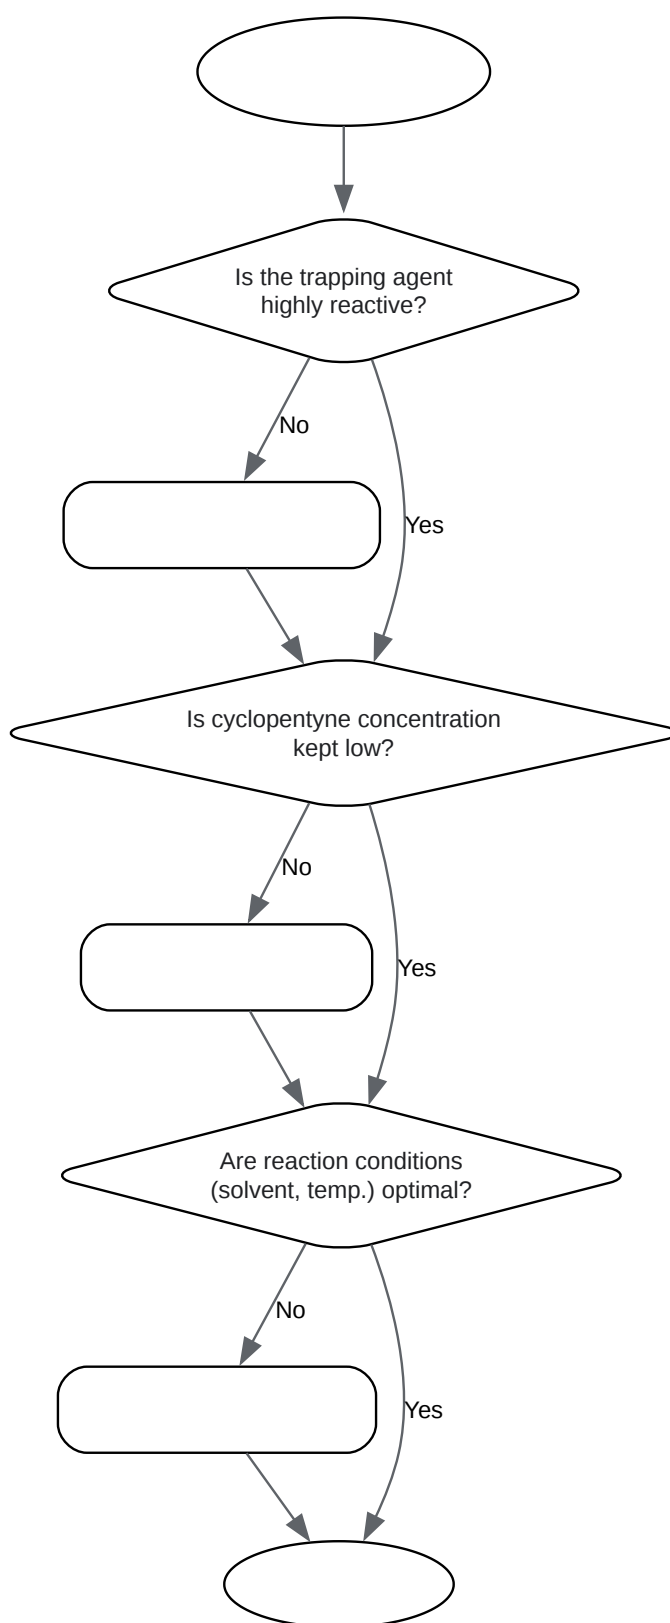 Is the trapping agent
highly reactive?
No
Yes
Is cyclopentyne concentration
kept low?
No
Yes
Are reaction conditions
(solvent, temp.) optimal?
No
Yes